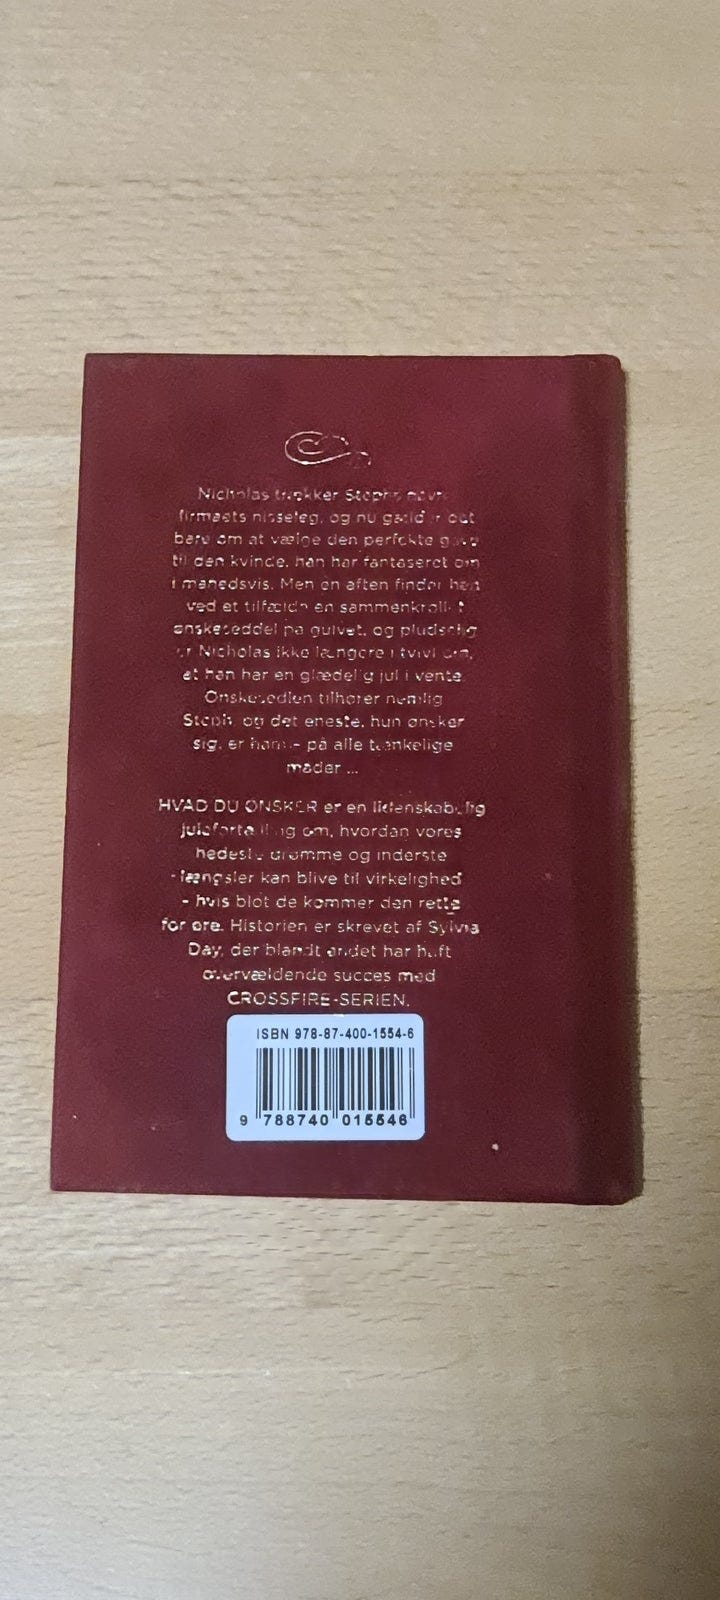 Nicholas trækker Stephs navn
firmaets nisseleg, og nu gælder det
bare om at vælge den perfekte gave
til den kvinde, han har fantaseret om
i månedsvis. Men en aften finder han
ved et tilfælde en sammenkrøllet
ønskeseddel på gulvet, og pludselig
er Nicholas ikke længere i tvivl om,
at han har en glædelig jul i vente.
Ønskesedlen tilhører nemlig
Steph, og det eneste, hun ønsker
sig, er ham – på alle tænkelige
måder ...
HVAD DU ØNSKER er en lidenskabelig
julefortælling om, hvordan vores
hedeste drømme og inderste
længsler kan blive til virkelighed
– hvis blot de kommer den rette
for øre. Historien er skrevet af Sylvia
Day, der blandt andet har haft
overvældende succes med
CROSSFIRE-SERIEN.
ISBN 978-87-400-1554-6
9 788740 015546